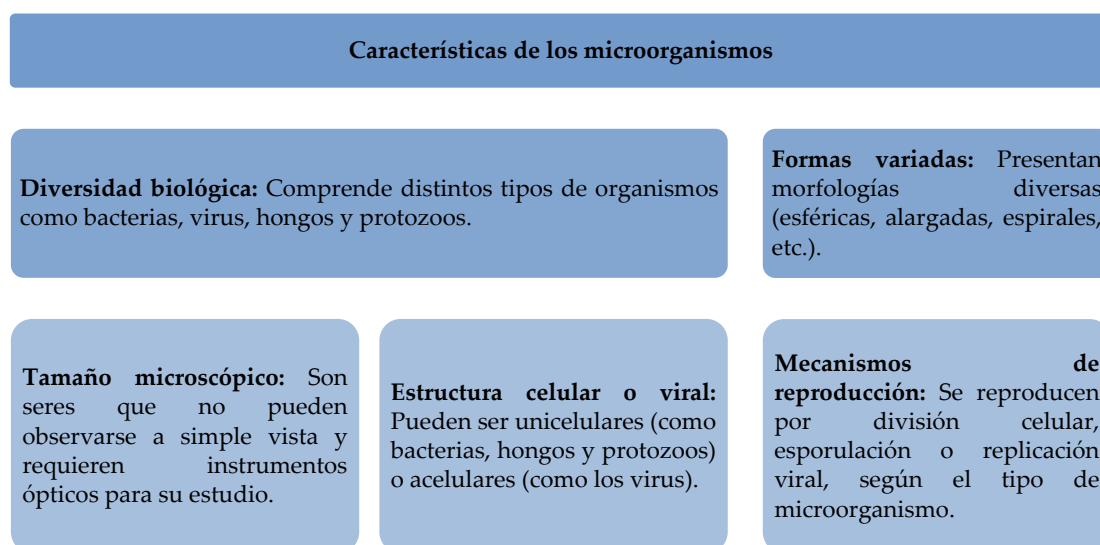 Características de los microorganismos
Diversidad biológica: Comprende distintos tipos de organismos
como bacterias, virus, hongos y protozoos.
Formas variadas: Presentan
morfologías diversas
(esféricas, alargadas, espirales,
etc.).
Tamaño microscópico: Son
seres que no pueden
observarse a simple vista y
requieren instrumentos
ópticos para su estudio.
Estructura celular o viral:
Pueden ser unicelulares (como
bacterias, hongos y protozoos)
o acelulares (como los virus).
Mecanismos de
reproducción: Se reproducen
por división celular,
esporulación o replicación
viral, según el tipo de
microorganismo.